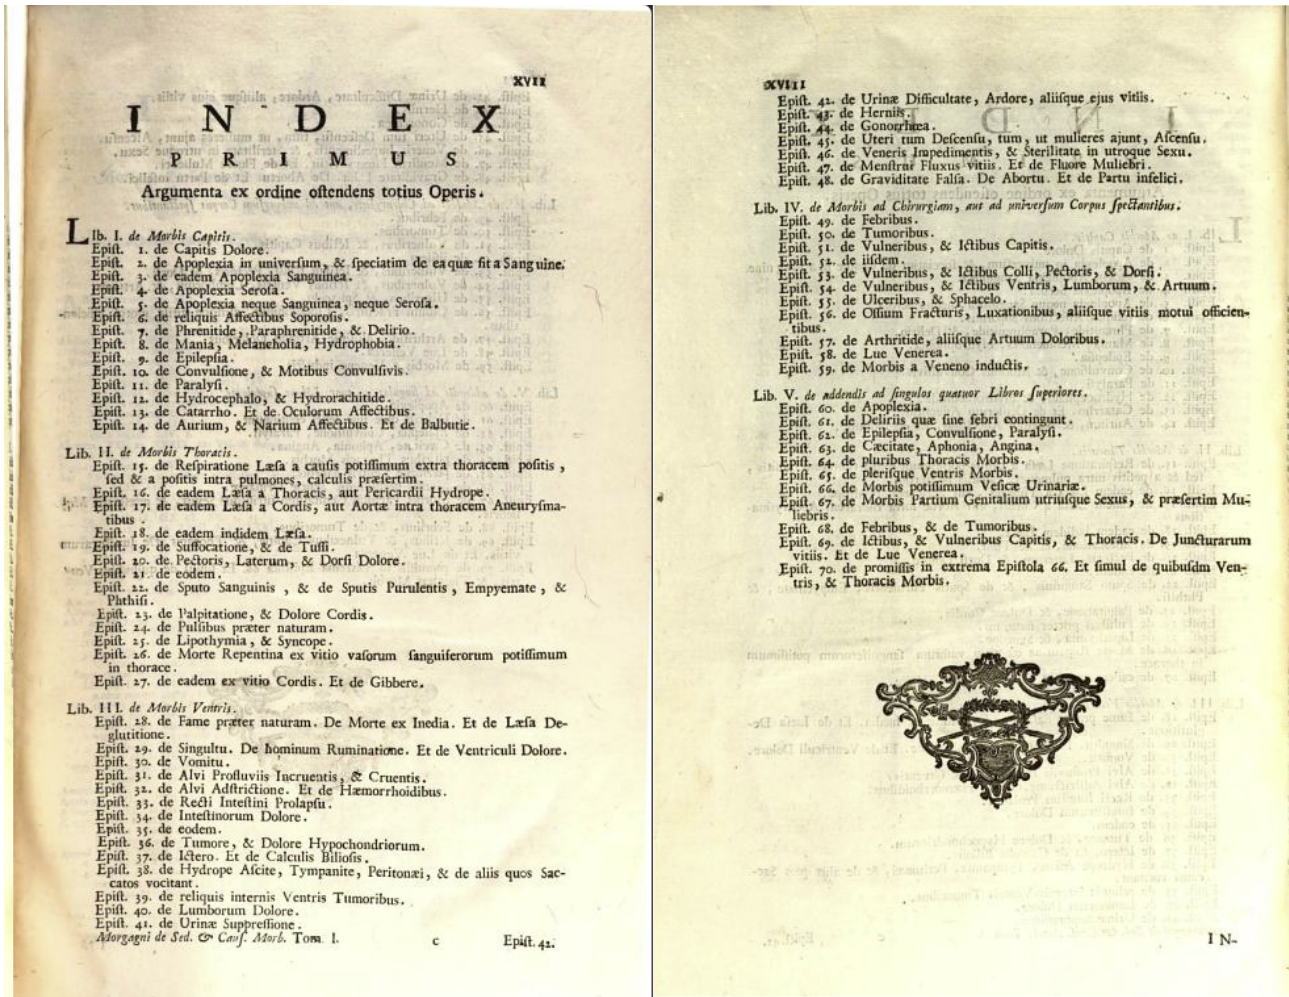 XVII
INDEX
PRIMUS
Argumenta ex ordine oſtendens totius Operis.
LIb. I. de Morbis Capitis.
Epiſt. 1. de Capitis Dolore.
Epiſt. 2. de Apoplexia in univerſum, & ſpeciatim de ea quæ fit a Sanguine.
Epiſt. 3. de eadem Apoplexia Sanguinea.
Epiſt. 4. de Apoplexia Seroſa.
Epiſt. 5. de Apoplexia neque Sanguinea, neque Seroſa.
Epiſt. 6. de reliquis Affectibus Soporoſis.
Epiſt. 7. de Phrenitide, Paraphrenitide, & Delirio.
Epiſt. 8. de Mania, Melancholia, Hydrophobia.
Epiſt. 9. de Epilepſia.
Epiſt. 10. de Convulſione, & Motibus Convulſivis.
Epiſt. 11. de Paralyſi.
Epiſt. 12. de Hydrocephalo, & Hydrorachitide.
Epiſt. 13. de Catarrho. Et de Oculorum Affectibus.
Epiſt. 14. de Aurium, & Narium Affectibus. Et de Balbutie.
Lib. II. de Morbis Thoracis.
Epiſt. 15. de Reſpiratione Læſa a cauſis potiſſimum extra thoracem poſitis,
ſed & a poſitis intra pulmones, calculis præſertim.
Epiſt. 16. de eadem Læſa a Thoracis, aut Pericardii Hydrope.
Epiſt. 17. de eadem Læſa a Cordis, aut Aortæ intra thoracem Aneuryſma-
tibus.
Epiſt. 18. de eadem indidem Læſa.
Epiſt. 19. de Suffocatione, & de Tuſſi.
Epiſt. 20. de Pectoris, Laterum, & Dorſi Dolore.
Epiſt. 21. de eodem.
Epiſt. 22. de Sputo Sanguinis, & de Sputis Purulentis, Empyemate, &
Phthiſi.
Epiſt. 23. de Palpitatione, & Dolore Cordis.
Epiſt. 24. de Pulſibus præter naturam.
Epiſt. 25. de Lipothymia, & Syncope.
Epiſt. 26. de Morte Repentina ex vitio vaſorum ſanguiferorum potiſſimum
in thorace.
Epiſt. 27. de eadem ex vitio Cordis. Et de Gibbere.
Lib. III. de Morbis Ventris.
Epiſt. 28. de Fame præter naturam. De Morte ex Inedia. Et de Læſa De-
glutitione.
Epiſt. 29. de Singultu. De hominum Ruminatione. Et de Ventriculi Dolore.
Epiſt. 30. de Vomitu.
Epiſt. 31. de Alvi Profluviis Incruentis, & Cruentis.
Epiſt. 32. de Alvi Adſtrictione. Et de Hæmorrhoidibus.
Epiſt. 33. de Recti Inteſtini Prolapſu.
Epiſt. 34. de Inteſtinorum Dolore.
Epiſt. 35. de eodem.
Epiſt. 36. de Tumore, & Dolore Hypochondriorum.
Epiſt. 37. de Ictero. Et de Calculis Bilioſis.
Epiſt. 38. de Hydrope Aſcite, Tympanite, Peritonæi, & de aliis quos Sac-
catos vocitant.
Epiſt. 39. de reliquis internis Ventris Tumoribus.
Epiſt. 40. de Lumborum Dolore.
Epiſt. 41. de Urinæ Suppreſſione.
Morgagni de Sed. & Cauſ. Morb. Tom. I. c Epiſt. 42.
XVIII
Epiſt. 42. de Urinæ Difficultate, Ardore, aliiſque ejus vitiis.
Epiſt. 43. de Herniis.
Epiſt. 44. de Gonorrhœa.
Epiſt. 45. de Uteri tum Deſcenſu, tum, ut mulieres ajunt, Aſcenſu.
Epiſt. 46. de Veneris Impedimentis, & Sterilitate in utroque Sexu.
Epiſt. 47. de Menſtrui Fluxus vitiis. Et de Fluore Muliebri.
Epiſt. 48. de Graviditate Falſa. De Abortu. Et de Partu infelici.
Lib. IV. de Morbis ad Chirurgiam, aut ad univerſum Corpus ſpectantibus.
Epiſt. 49. de Febribus.
Epiſt. 50. de Tumoribus.
Epiſt. 51. de Vulneribus, & Ictibus Capitis.
Epiſt. 52. de iiſdem.
Epiſt. 53. de Vulneribus, & Ictibus Colli, Pectoris, & Dorſi.
Epiſt. 54. de Vulneribus, & Ictibus Ventris, Lumborum, & Artuum.
Epiſt. 55. de Ulceribus, & Sphacelo.
Epiſt. 56. de Oſſium Fracturis, Luxationibus, aliiſque vitiis motui officien-
tibus.
Epiſt. 57. de Arthritide, aliiſque Artuum Doloribus.
Epiſt. 58. de Lue Venerea.
Epiſt. 59. de Morbis a Veneno inductis.
Lib. V. de addendis ad ſingulos quatuor Libros ſuperiores.
Epiſt. 60. de Apoplexia.
Epiſt. 61. de Deliriis quæ ſine febri contingunt.
Epiſt. 62. de Epilepſia, Convulſione, Paralyſi.
Epiſt. 63. de Cæcitate, Aphonia, Angina.
Epiſt. 64. de pluribus Thoracis Morbis.
Epiſt. 65. de pleriſque Ventris Morbis.
Epiſt. 66. de Morbis potiſſimum Veſicæ Urinariæ.
Epiſt. 67. de Morbis Partium Genitalium utriuſque Sexus, & præſertim Mu-
liebris.
Epiſt. 68. de Febribus, & de Tumoribus.
Epiſt. 69. de Ictibus, & Vulneribus Capitis, & Thoracis. De Juncturarum
vitiis. Et de Lue Venerea.
Epiſt. 70. de promiſſis in extrema Epiſtola 66. Et ſimul de quibuſdm Ven-
tris, & Thoracis Morbis.
IN-